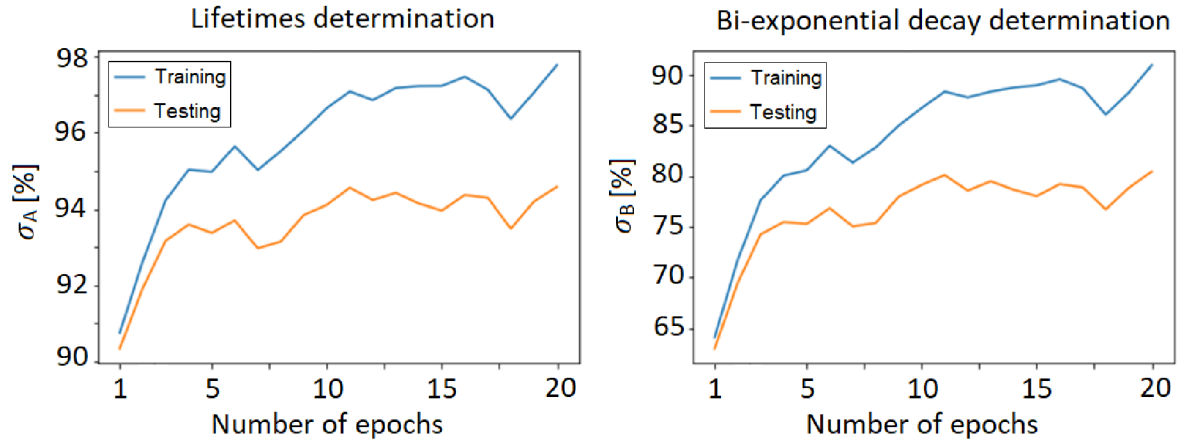 Lifetimes determination
98
96
94
92
90
σA [%]
Training
Testing
1
5
10
15
20
Number of epochs
Bi-exponential decay determination
90
85
80
75
70
65
σB [%]
Training
Testing
1
5
10
15
20
Number of epochs